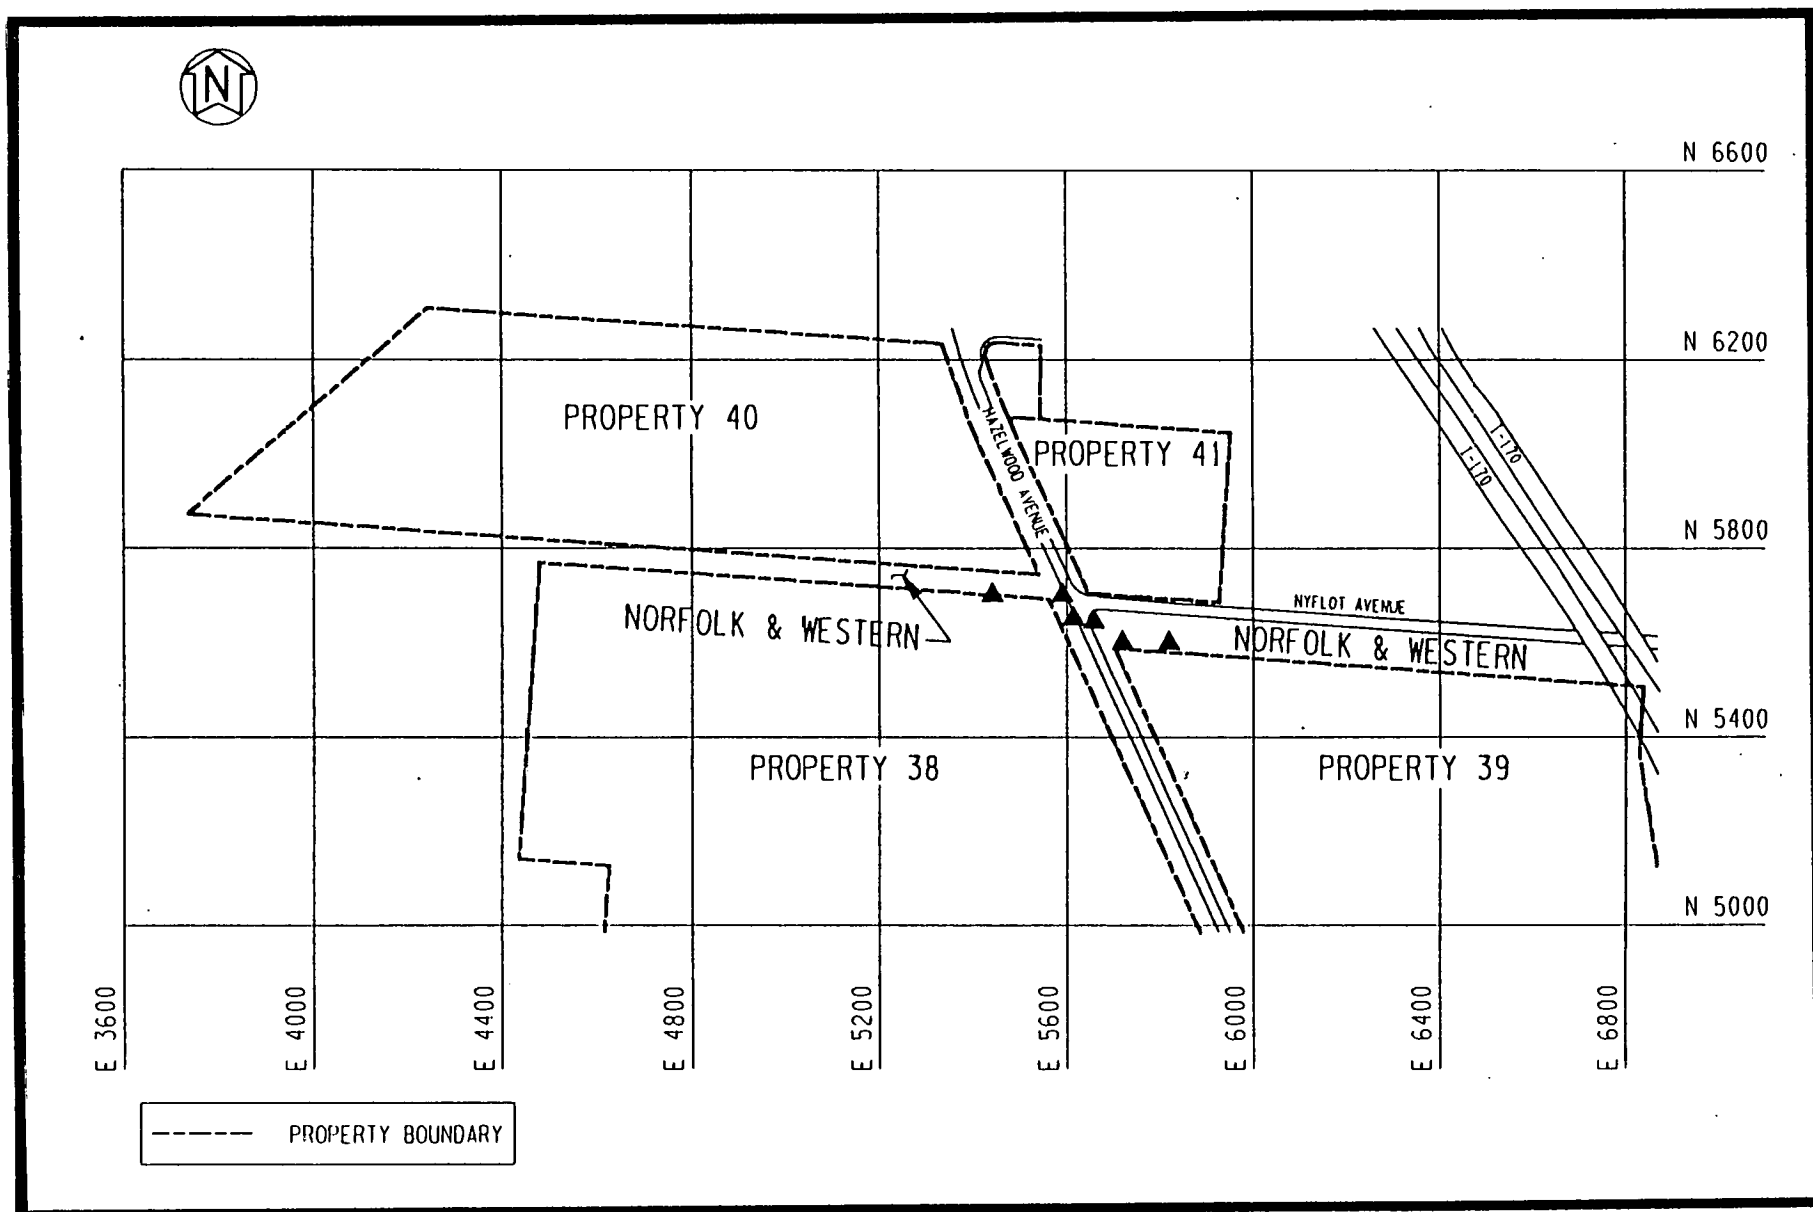 N
N 6600
N 6200
PROPERTY 40
HAZELWOOD AVENUE
PROPERTY 41
I-170
I-170
N 5800
NYFLOT AVENUE
NORFOLK & WESTERN
NORFOLK & WESTERN
N 5400
PROPERTY 38
PROPERTY 39
N 5000
E 3600
E 4000
E 4400
E 4800
E 5200
E 5600
E 6000
E 6400
E 6800
PROPERTY BOUNDARY